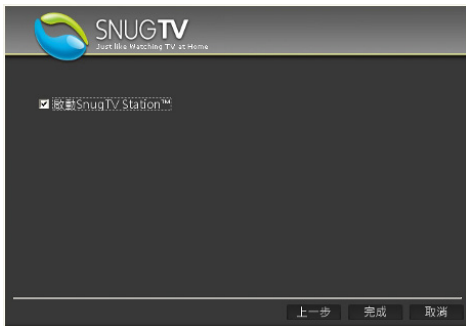 SNUGTV
Just like Watching TV at Home
啟動SnugTV Station™
上一步 完成 取消